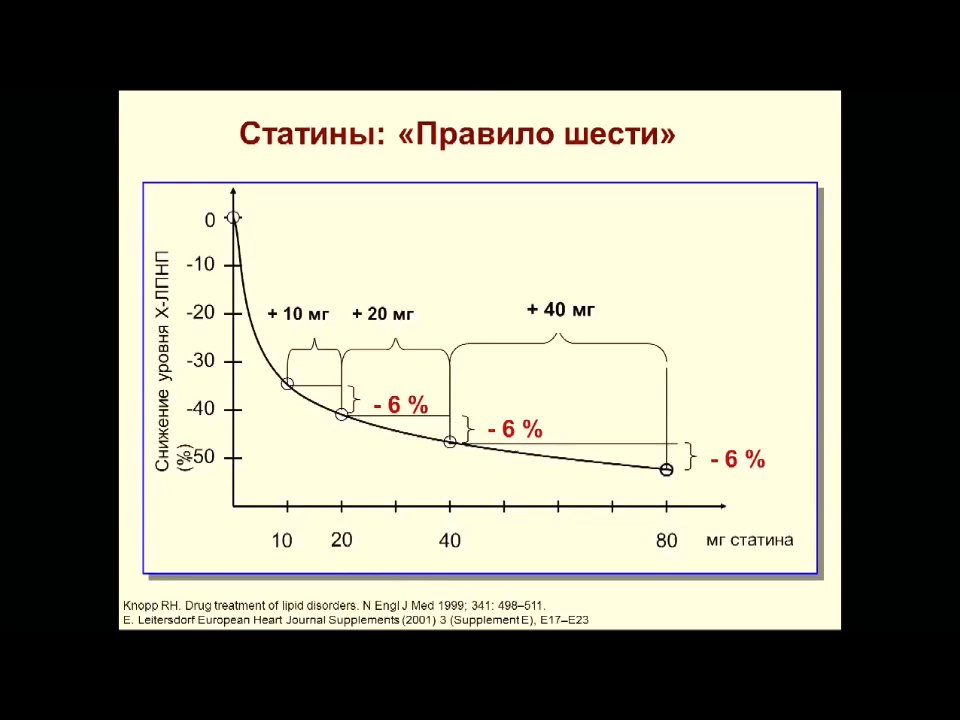 Статины: «Правило шести»
Снижение уровня Х-ЛПНП
(%)
0
-10
-20
-30
-40
-50
+ 10 мг
+ 20 мг
+ 40 мг
- 6 %
- 6 %
- 6 %
10
20
40
80
мг статина
Knopp RH. Drug treatment of lipid disorders. N Engl J Med 1999; 341: 498–511.
E. Leitersdorf European Heart Journal Supplements (2001) 3 (Supplement E), E17–E23